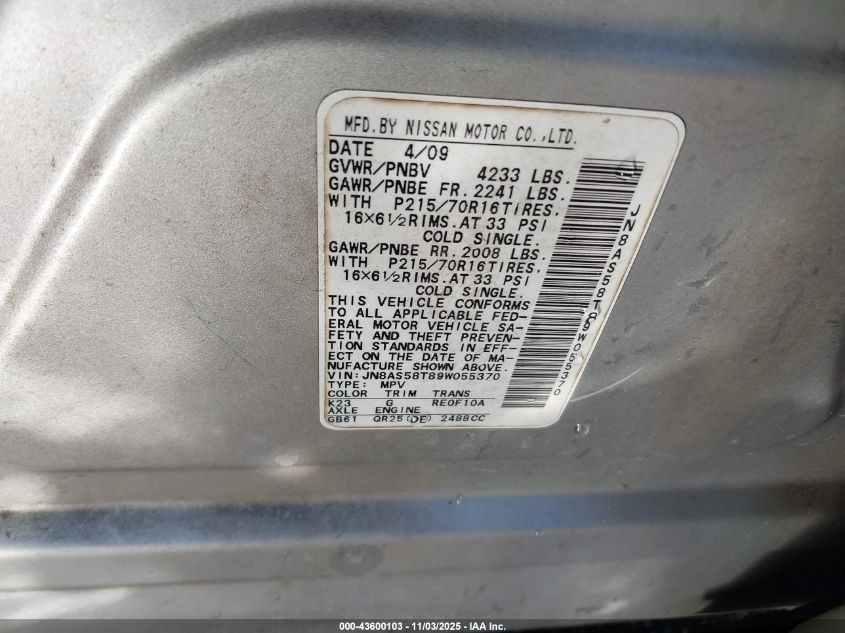 MFD.BY NISSAN MOTOR CO.,LTD.
DATE 4/09
GVWR/PNBV 4233 LBS.
GAWR/PNBE FR. 2241 LBS.
WITH P215/70R16TIRES.
16×6½RIMS.AT 33 PSI
COLD SINGLE.
GAWR/PNBE RR. 2008 LBS.
WITH P215/70R16TIRES.
16×6½RIMS.AT 33 PSI
COLD SINGLE.
THIS VEHICLE CONFORMS
TO ALL APPLICABLE FED-
ERAL MOTOR VEHICLE SA-
FETY AND THEFT PREVEN-
TION STANDARDS IN EFF-
ECT ON THE DATE OF MA-
NUFACTURE SHOWN ABOVE.
VIN:JN8AS58T89W055370
TYPE: MPV
COLOR TRIM TRANS
K23 G RE0F10A
AXLE ENGINE
GB61 QR25(DE) 2488CC
JN8AS58T89W055370
000-43600103 - 11/03/2025 - IAA Inc.